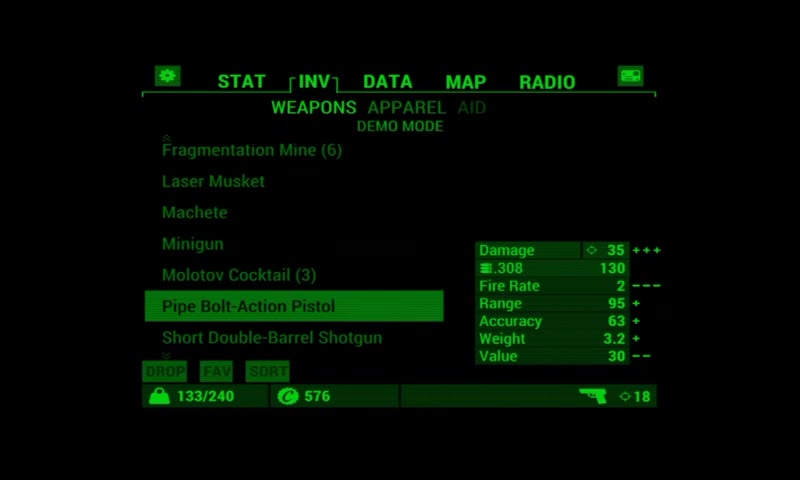 STAT INV DATA MAP RADIO
WEAPONS APPAREL AID
DEMO MODE
Fragmentation Mine (6)
Laser Musket
Machete
Minigun
Molotov Cocktail (3)
Pipe Bolt-Action Pistol
Short Double-Barrel Shotgun
Damage 35 +++
.308 130
Fire Rate 2 ---
Range 95 +
Accuracy 63 +
Weight 3.2 +
Value 30 --
DROP FAV SORT
133/240 576 18